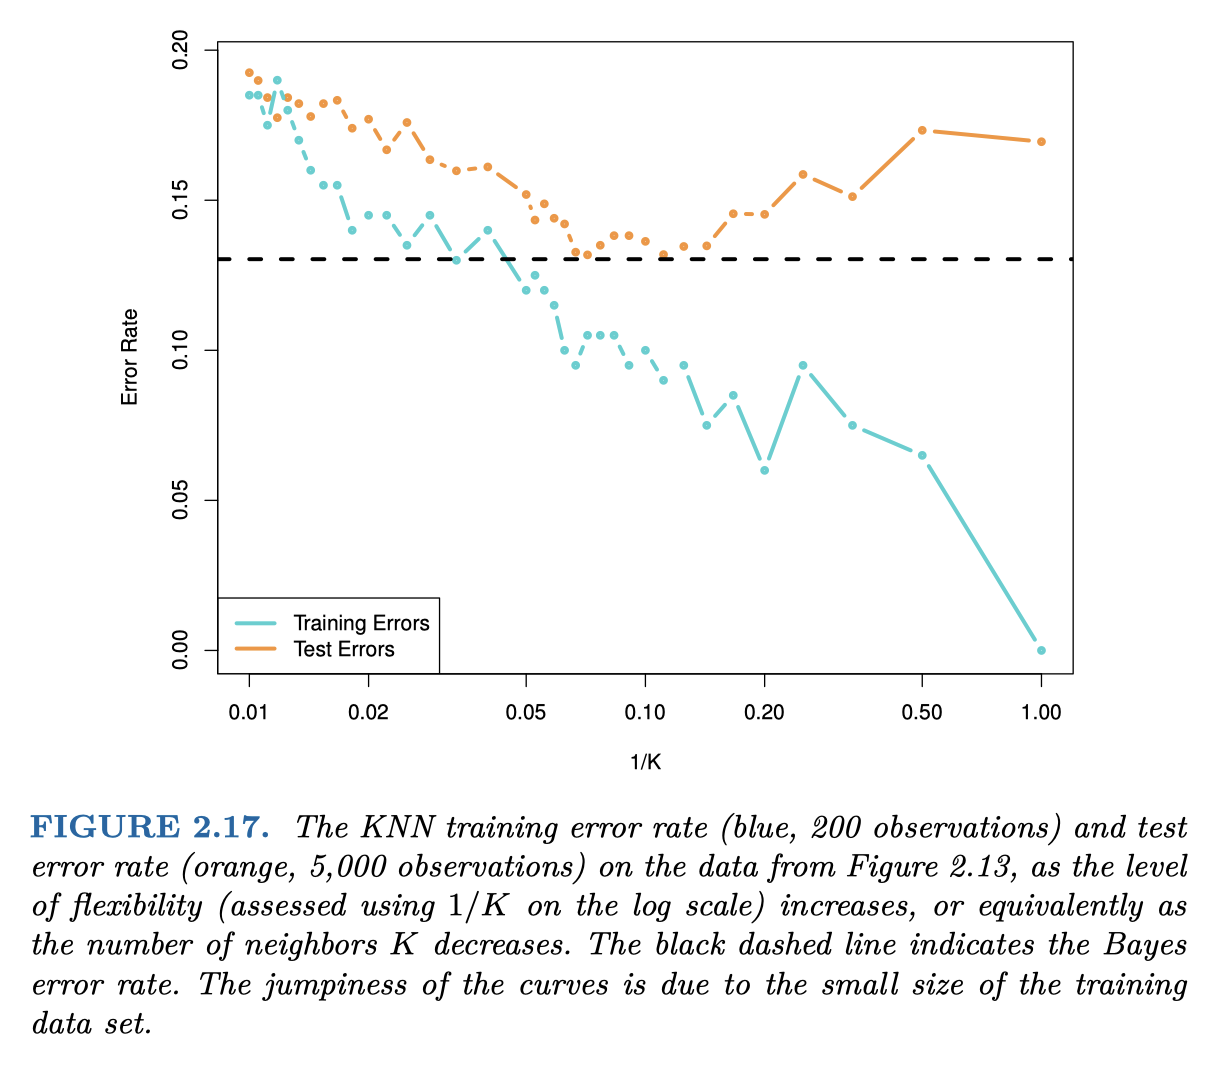 0.20
0.15
0.10
0.05
0.00
Error Rate
Training Errors
Test Errors
0.01 0.02 0.05 0.10 0.20 0.50 1.00
1/K
FIGURE 2.17. The KNN training error rate (blue, 200 observations) and test
error rate (orange, 5,000 observations) on the data from Figure 2.13, as the level
of flexibility (assessed using 1/K on the log scale) increases, or equivalently as
the number of neighbors K decreases. The black dashed line indicates the Bayes
error rate. The jumpiness of the curves is due to the small size of the training
data set.